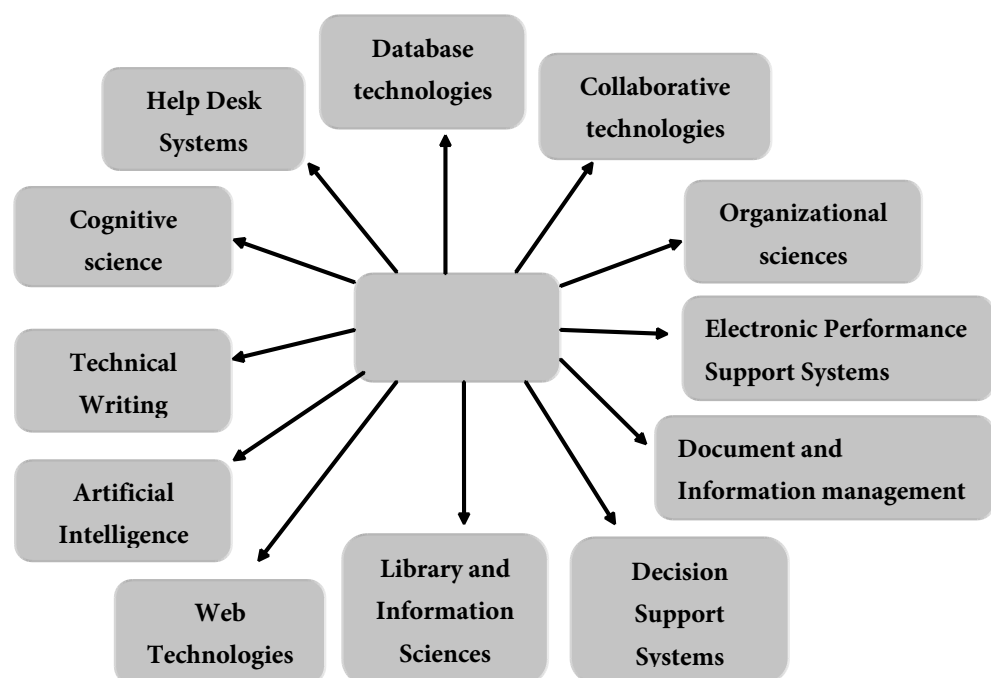 Database
technologies
Collaborative
technologies
Help Desk
Systems
Cognitive
science
Organizational
sciences
Electronic Performance
Support Systems
Technical
Writing
Document and
Information management
Artificial
Intelligence
Web
Technologies
Library and
Information
Sciences
Decision
Support
Systems